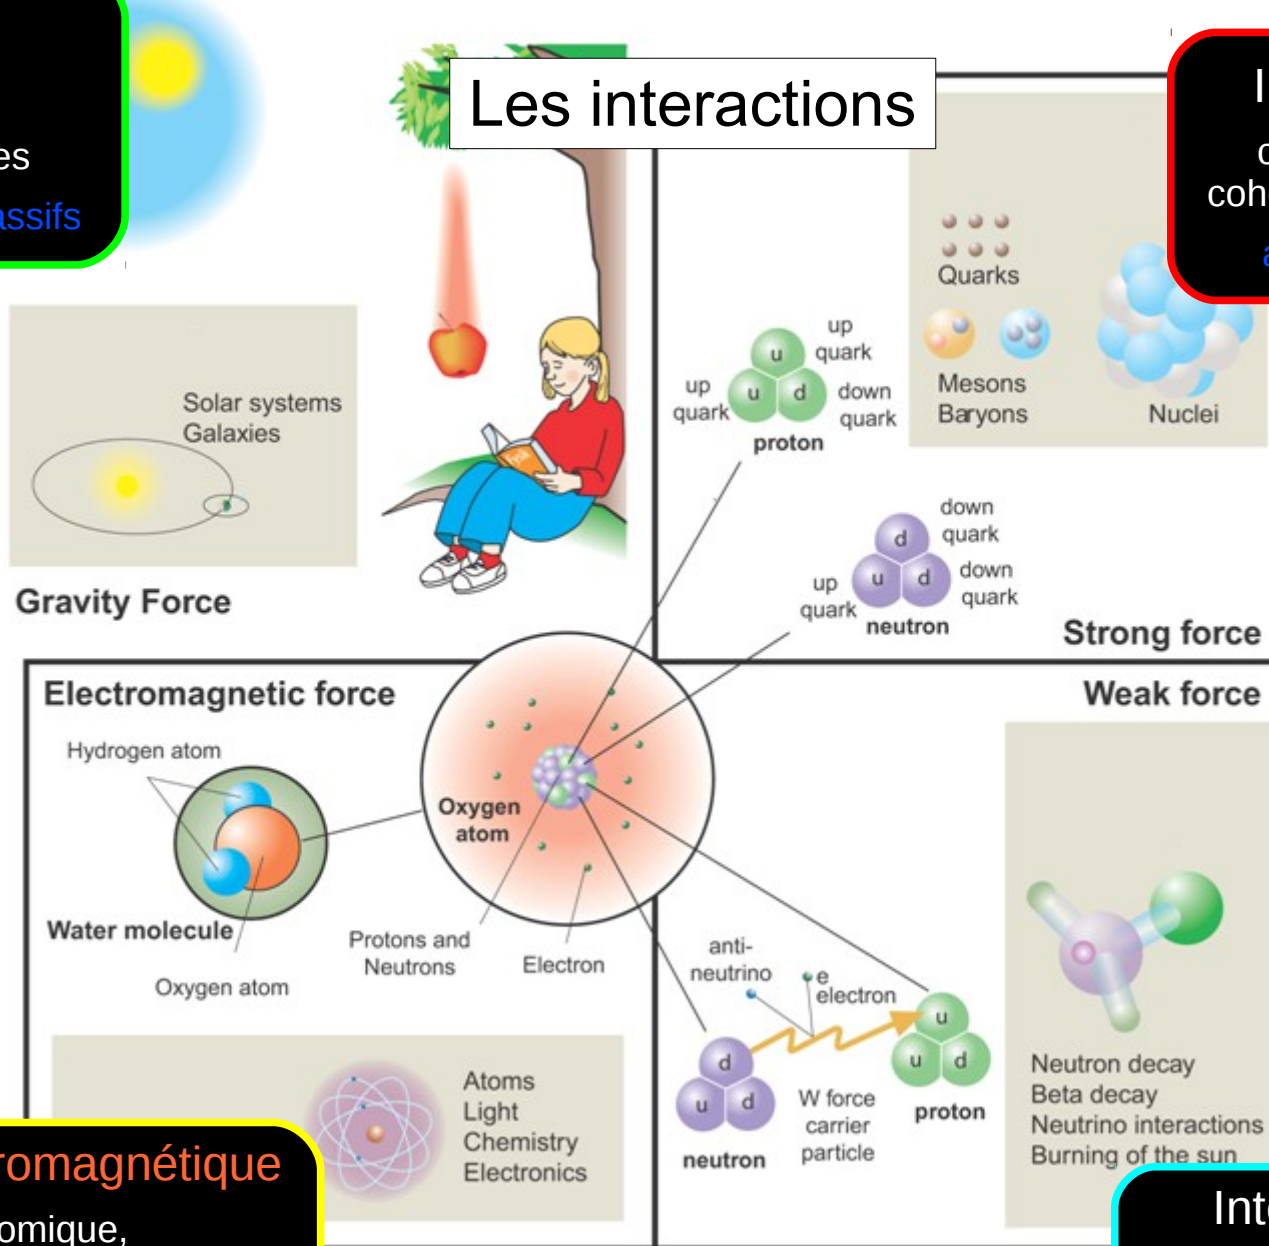 Les interactions
es
assifs
I
coh
Quarks
Mesons
Baryons
Nuclei
up
quark
up
quark
down
quark
u
u
d
proton
Solar systems
Galaxies
Fysik
down
quark
down
quark
up
quark
d
u
d
neutron
Gravity Force
Strong force
Electromagnetic force
Weak force
Hydrogen atom
Oxygen
atom
Water molecule
Oxygen atom
Protons and
Neutrons
Electron
anti-
neutrino
e
electron
d
u
d
neutron
W force
carrier
particle
u
u
d
proton
Neutron decay
Beta decay
Neutrino interactions
Burning of the sun
Atoms
Light
Chemistry
Electronics
romagnétique
omique,
Inte